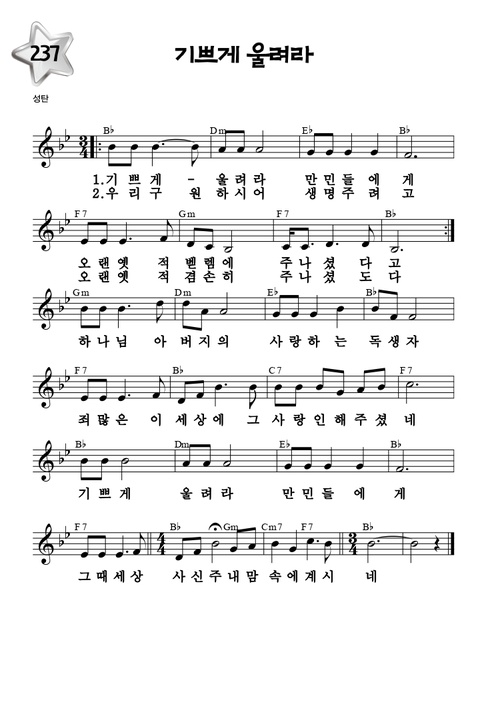 237
기쁘게 울려라
성탄
B♭ Dm E♭ B♭
1.기 쁘 게 - 울 려 라 만 민 들 에 게
2.우 리 구 원 하 시 어 생 명 주 려 고
F7 Gm F7 B♭
오 랜 옛 적 벧 렘 에 주 나 셨 다 고
오 랜 옛 적 겸 손 히 주 나 셨 도 다
Gm Dm E♭ B♭
하 나 님 아 버 지 의 사 랑 하 는 독 생 자
F7 B♭ C7 F7
죄 많 은 이 세 상 에 그 사 랑 인 해 주 셨 네
B♭ Dm E♭ B♭
기 쁘 게 울 려 라 만 민 들 에 게
F7 B♭ Gm Cm7 F7 B♭
그 때 세 상 사 신 주 내 맘 속 에 계 시 네